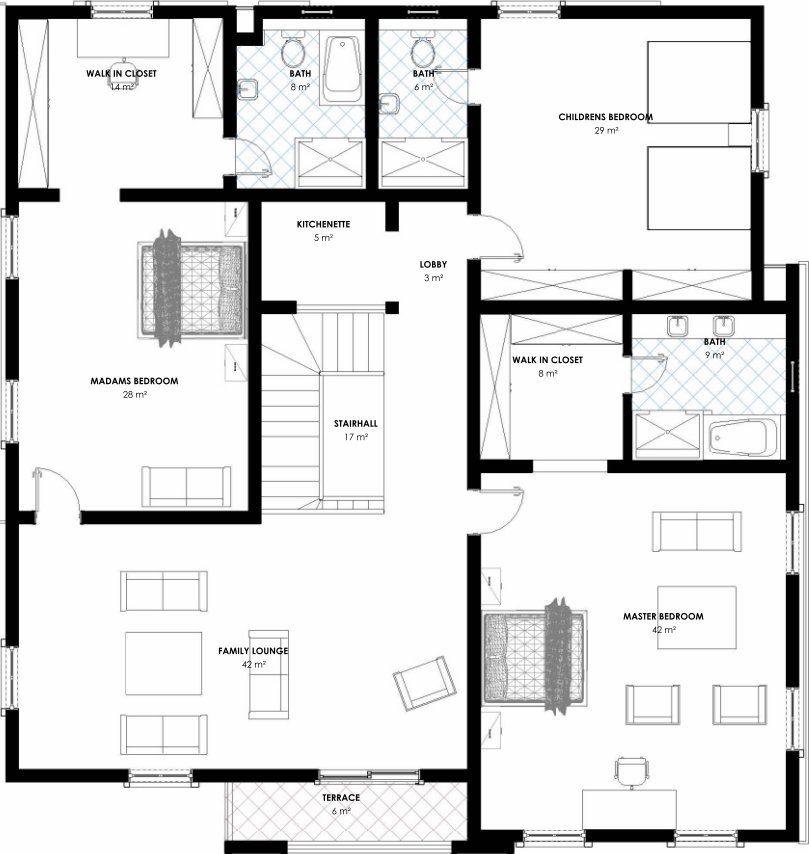 WALK IN CLOSET
14 m²
BATH
8 m²
BATH
6 m²
CHILDRENS BEDROOM
29 m²
KITCHENETTE
5 m²
LOBBY
3 m²
MADAMS BEDROOM
28 m²
STAIRHALL
17 m²
WALK IN CLOSET
8 m²
BATH
9 m²
FAMILY LOUNGE
42 m²
MASTER BEDROOM
42 m²
TERRACE
6 m²